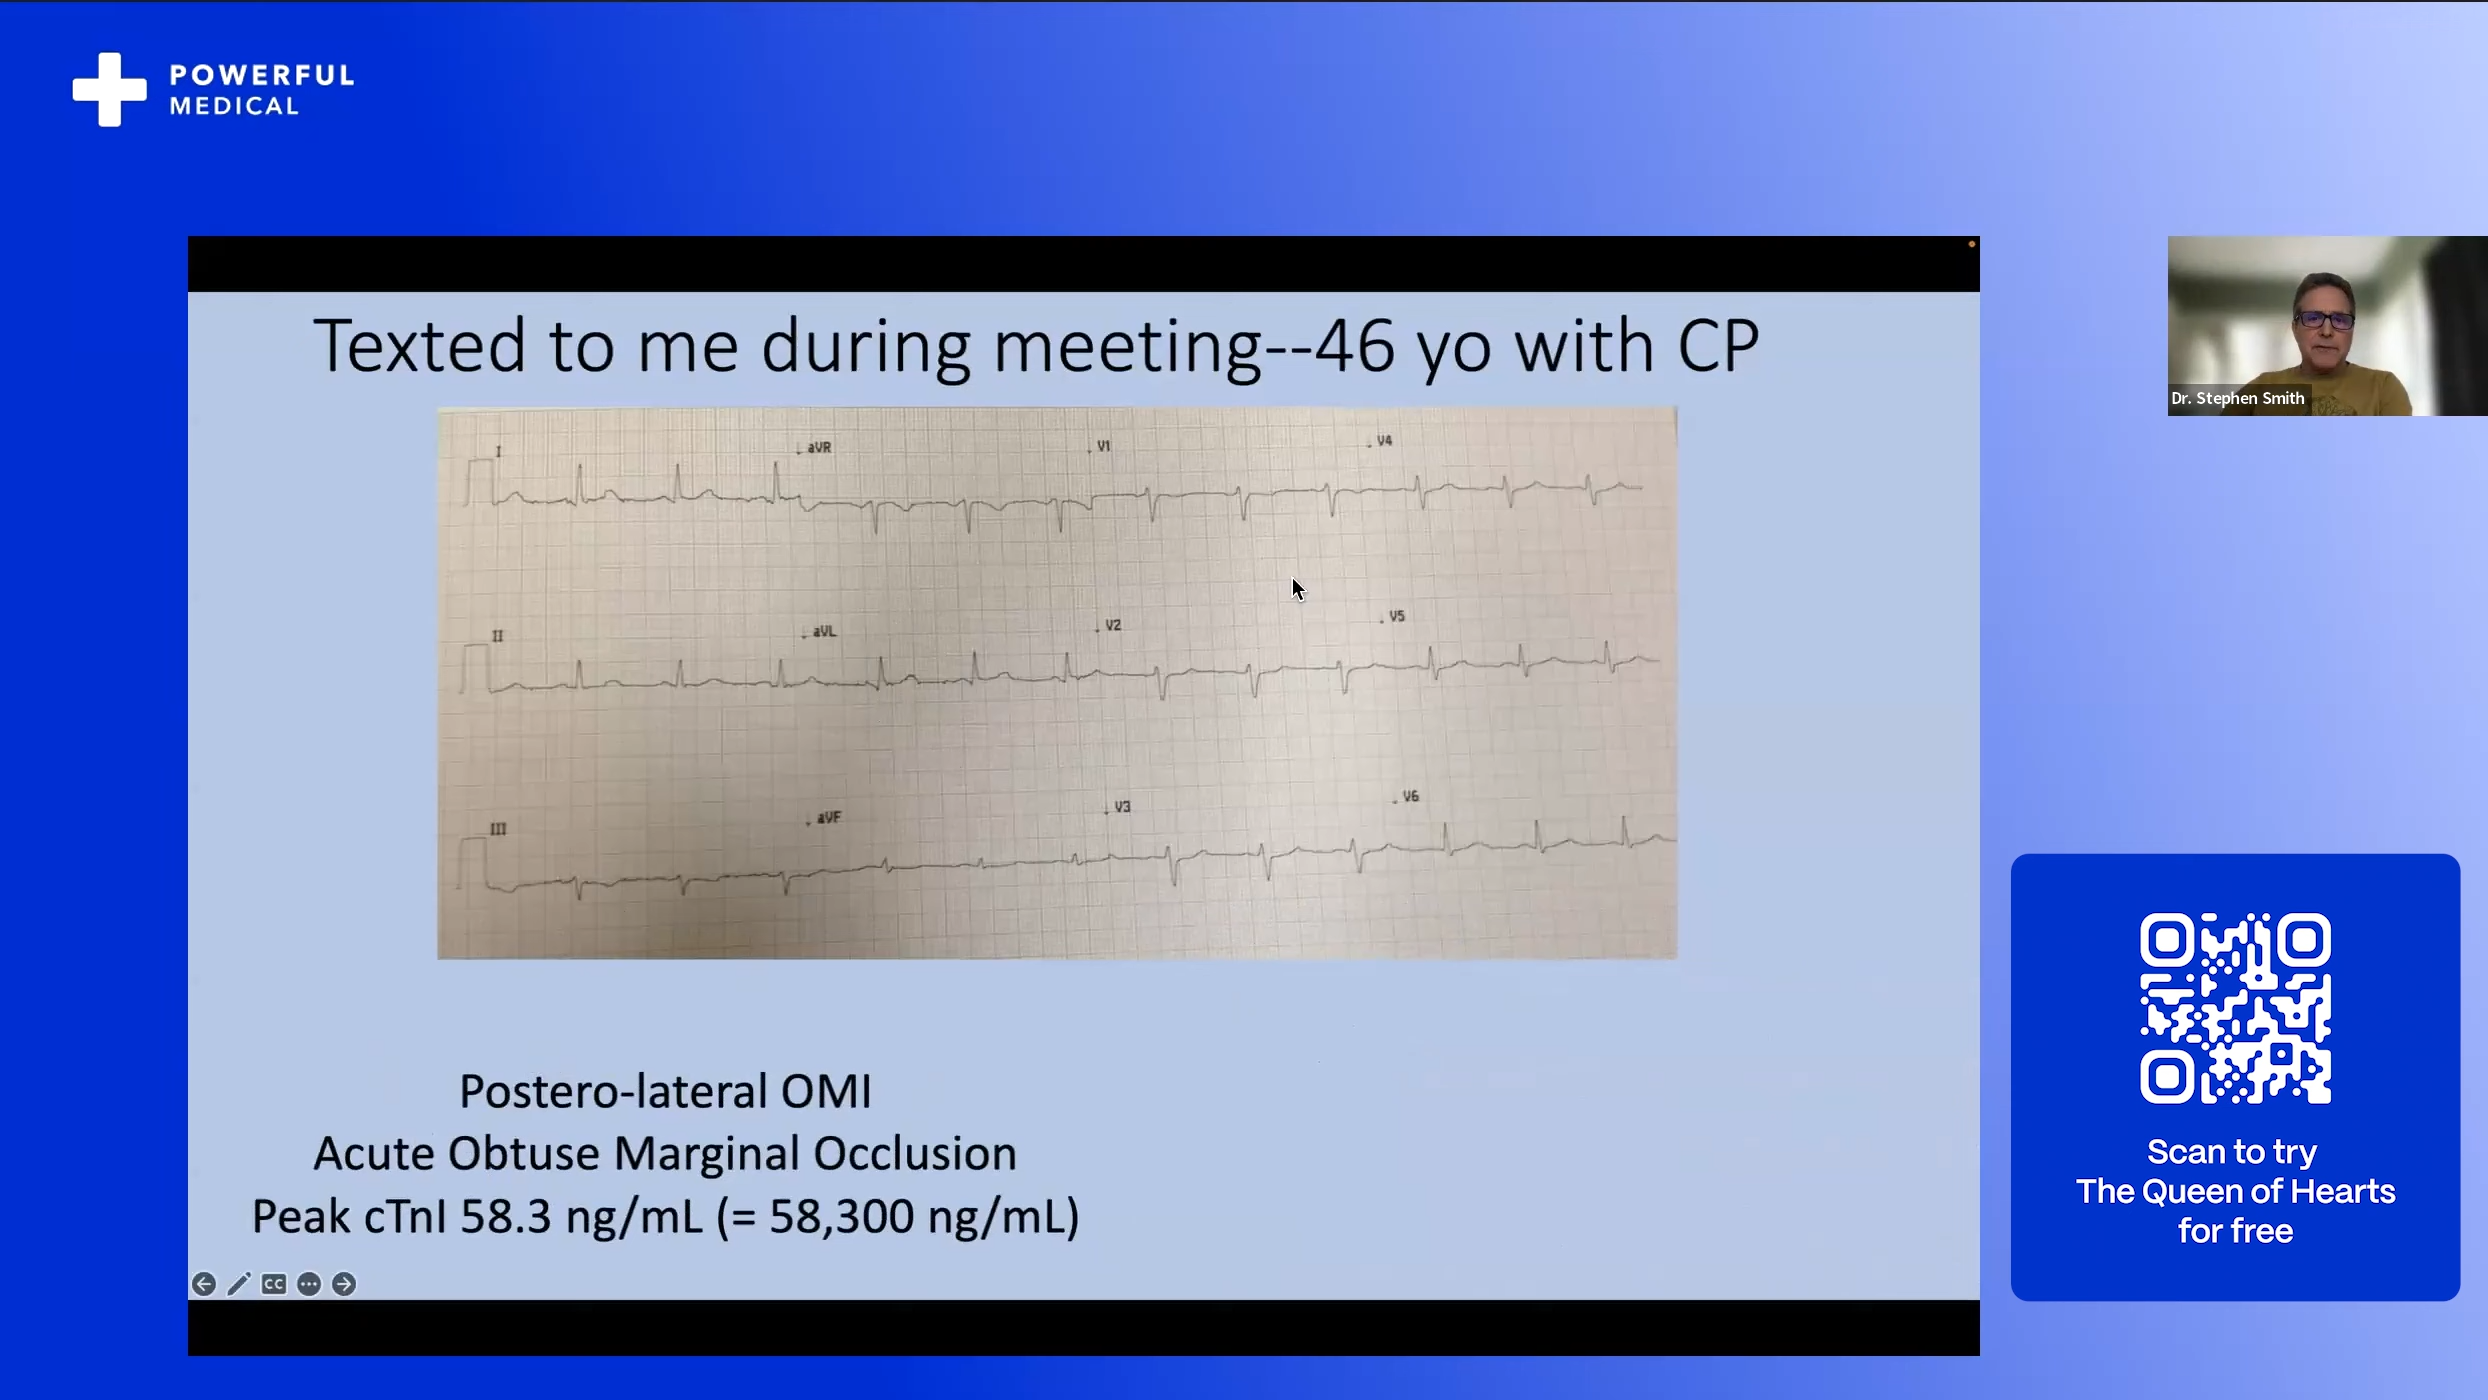 POWERFUL
MEDICAL
Texted to me during meeting--46 yo with CP
I
aVR
V1
V4
II
aVL
V2
V5
III
aVF
V3
V6
Postero-lateral OMI
Acute Obtuse Marginal Occlusion
Peak cTnI 58.3 ng/mL (= 58,300 ng/mL)
CC
Dr. Stephen Smith
Scan to try
The Queen of Hearts
for free